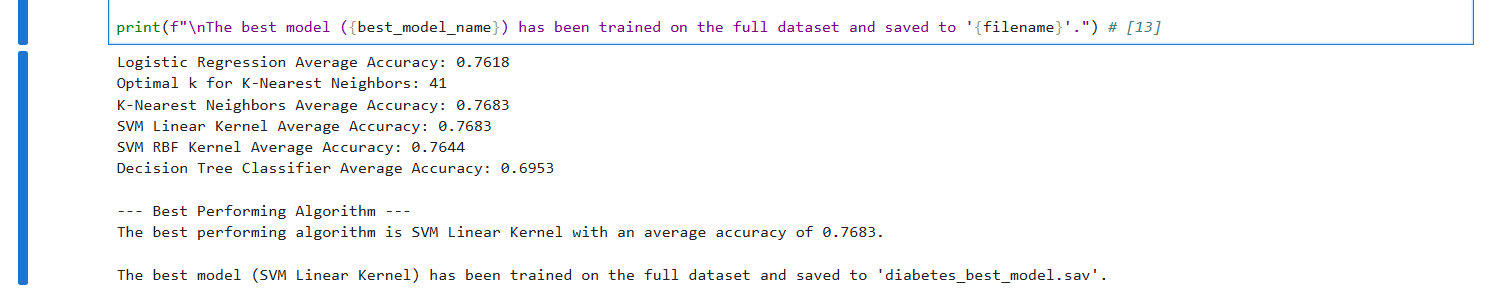 print(f"\nThe best model ({best_model_name}) has been trained on the full dataset and saved to '{filename}'.") # [13]
Logistic Regression Average Accuracy: 0.7618
Optimal k for K-Nearest Neighbors: 41
K-Nearest Neighbors Average Accuracy: 0.7683
SVM Linear Kernel Average Accuracy: 0.7683
SVM RBF Kernel Average Accuracy: 0.7644
Decision Tree Classifier Average Accuracy: 0.6953
--- Best Performing Algorithm ---
The best performing algorithm is SVM Linear Kernel with an average accuracy of 0.7683.
The best model (SVM Linear Kernel) has been trained on the full dataset and saved to 'diabetes_best_model.sav'.